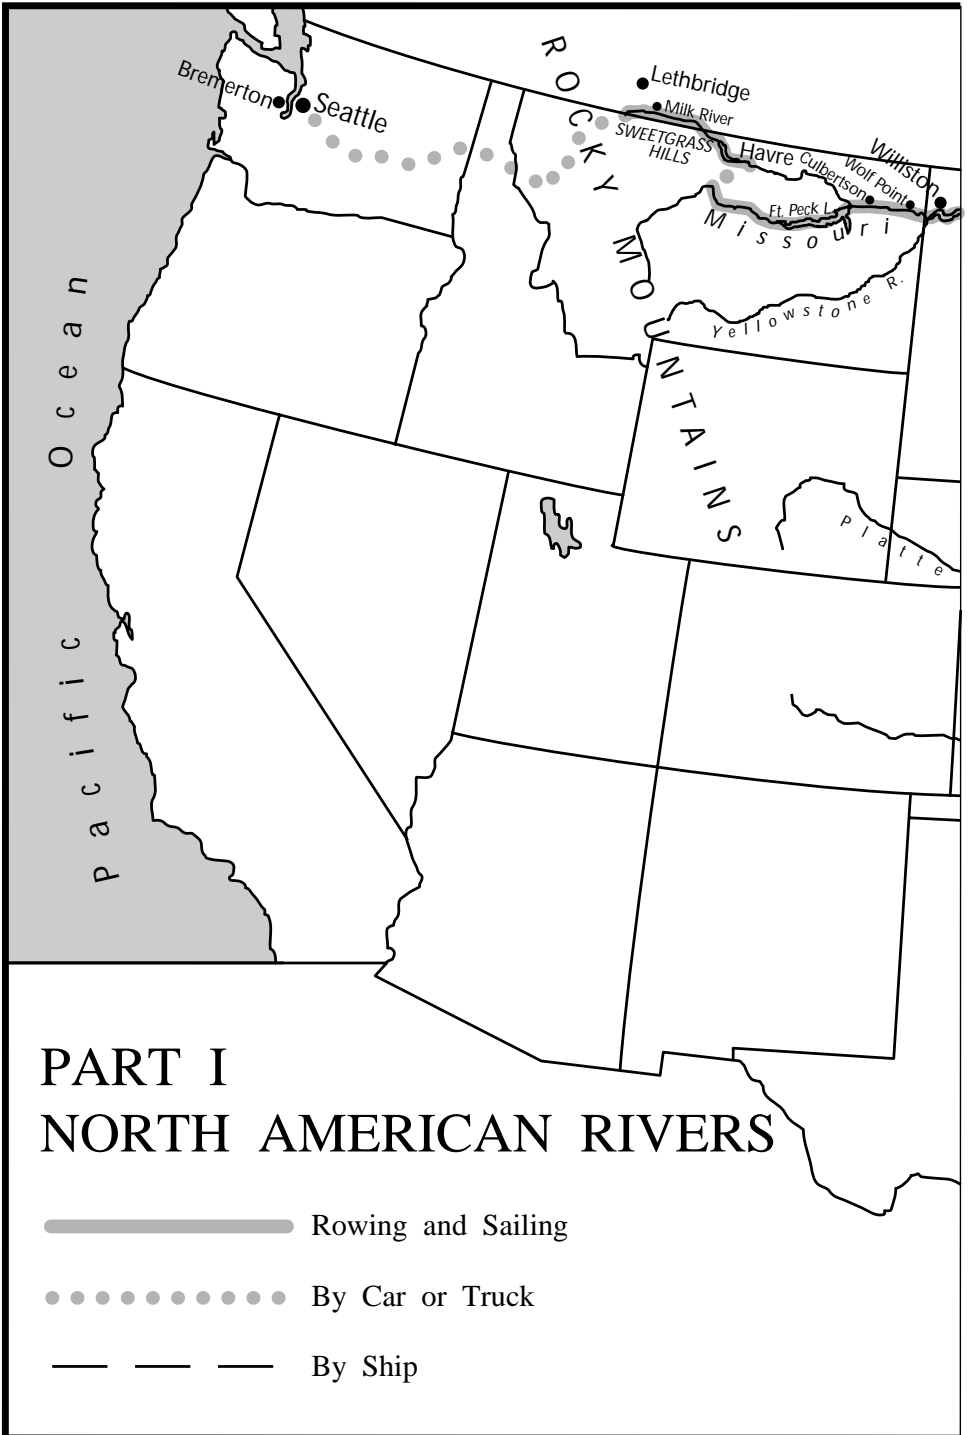 ROCKY MOUNTAINS
Lethbridge
Milk River
Bremerton
Seattle
SWEETGRASS
HILLS
Havre
Culbertson
Wolf Point
Williston
Ft. Peck L.
Missouri
Yellowstone R.
Platte
Pacific Ocean
PART I
NORTH AMERICAN RIVERS
Rowing and Sailing
By Car or Truck
By Ship